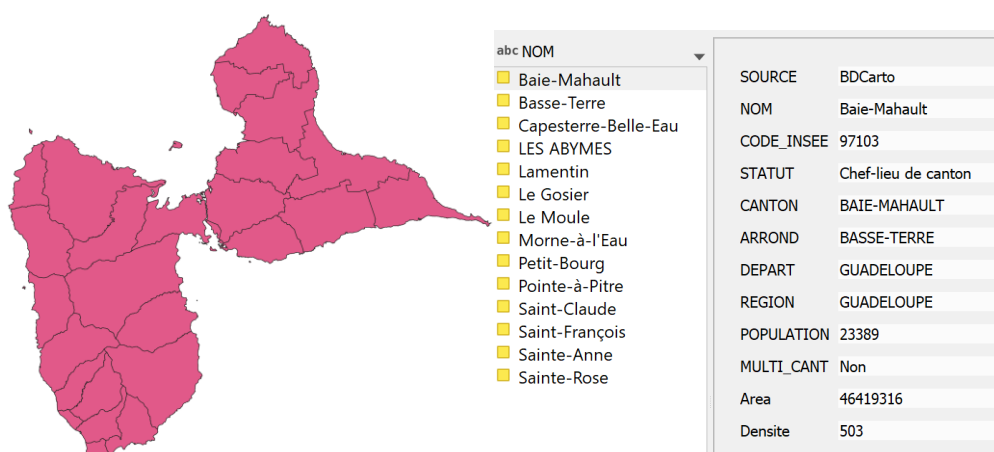 abc NOM
Baie-Mahault
Basse-Terre
Capesterre-Belle-Eau
LES ABYMES
Lamentin
Le Gosier
Le Moule
Morne-à-l'Eau
Petit-Bourg
Pointe-à-Pitre
Saint-Claude
Saint-François
Sainte-Anne
Sainte-Rose
SOURCE BDCarto
NOM Baie-Mahault
CODE_INSEE 97103
STATUT Chef-lieu de canton
CANTON BAIE-MAHAULT
ARROND BASSE-TERRE
DEPART GUADELOUPE
REGION GUADELOUPE
POPULATION 23389
MULTI_CANT Non
Area 46419316
Densite 503